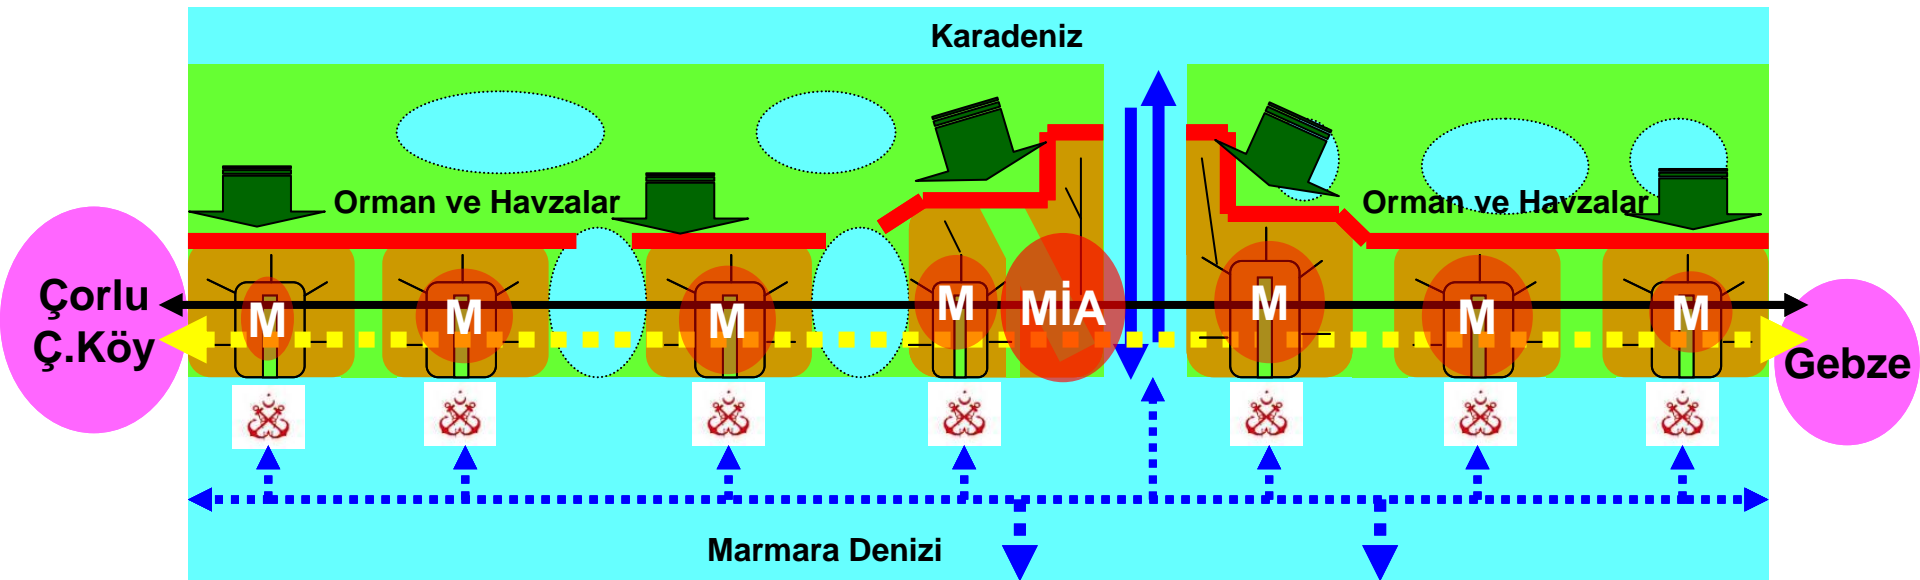 Karadeniz
Orman ve Havzalar
Orman ve Havzalar
Çorlu
Ç.Köy
M
M
M
M
MİA
M
M
M
Gebze
Marmara Denizi